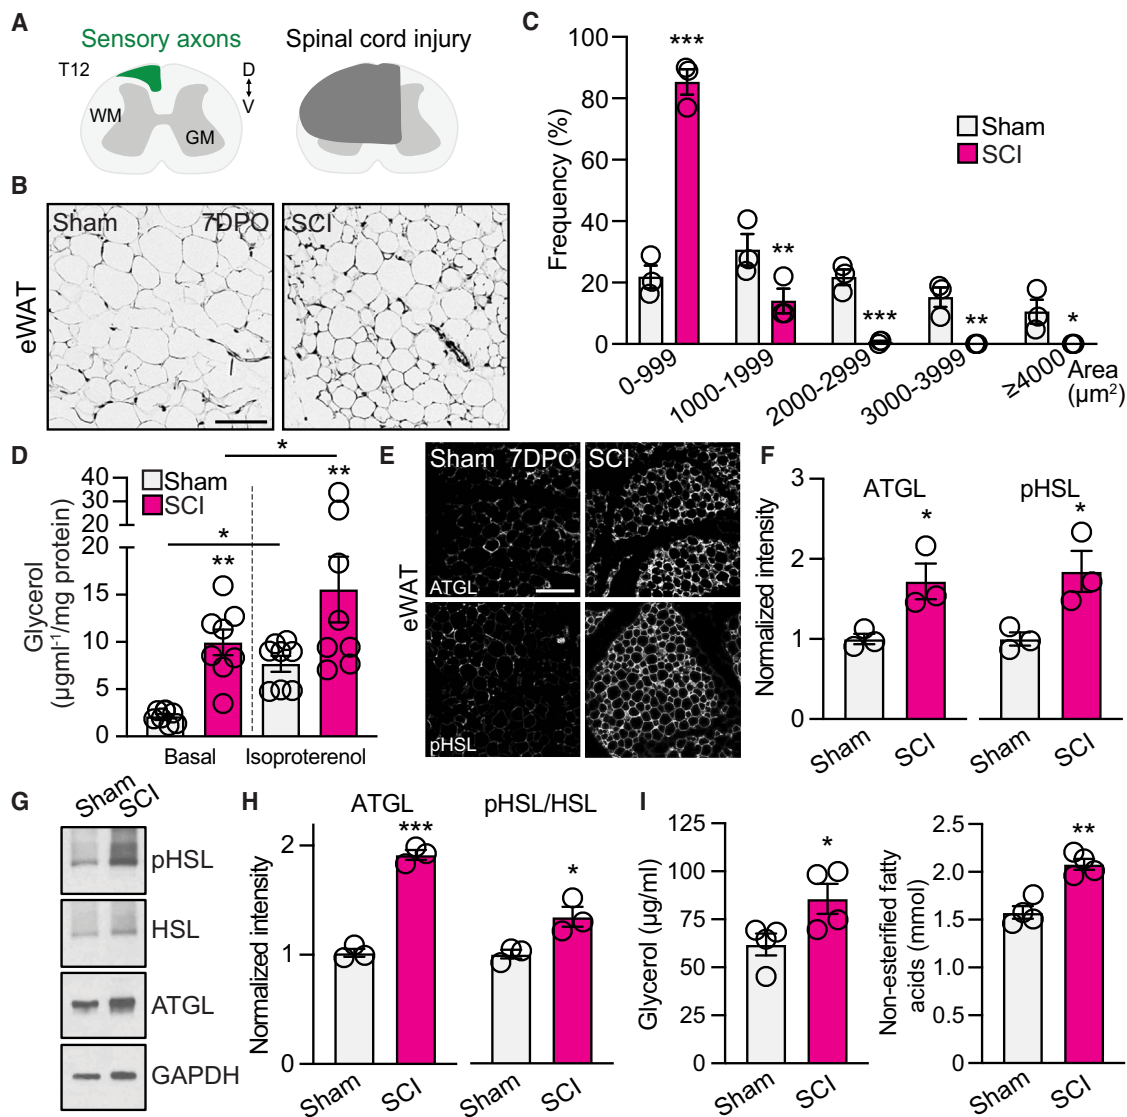 A
Sensory axons
Spinal cord injury
T12
D
V
WM
GM
B
Sham 7DPO
SCI
eWAT
C
Frequency (%)
100
80
60
40
20
0
***
**
***
**
*
Sham
SCI
0-999
1000-1999
2000-2999
3000-3999
≥4000
Area
(µm²)
D
Glycerol
(µgml⁻¹/mg protein)
40
30
20
20
15
10
5
0
Sham
SCI
*
*
**
**
Basal
Isoproterenol
E
Sham 7DPO
SCI
eWAT
ATGL
pHSL
F
Normalized intensity
3
2
1
0
ATGL
pHSL
*
*
Sham
SCI
Sham
SCI
G
Sham
SCI
pHSL
HSL
ATGL
GAPDH
H
Normalized intensity
2
1
0
ATGL
pHSL/HSL
***
*
Sham
SCI
Sham
SCI
I
Glycerol (µg/ml)
125
100
75
50
25
0
*
Sham
SCI
Non-esterified fatty
acids (mmol)
2.5
2.0
1.5
1.0
0.5
0
**
Sham
SCI